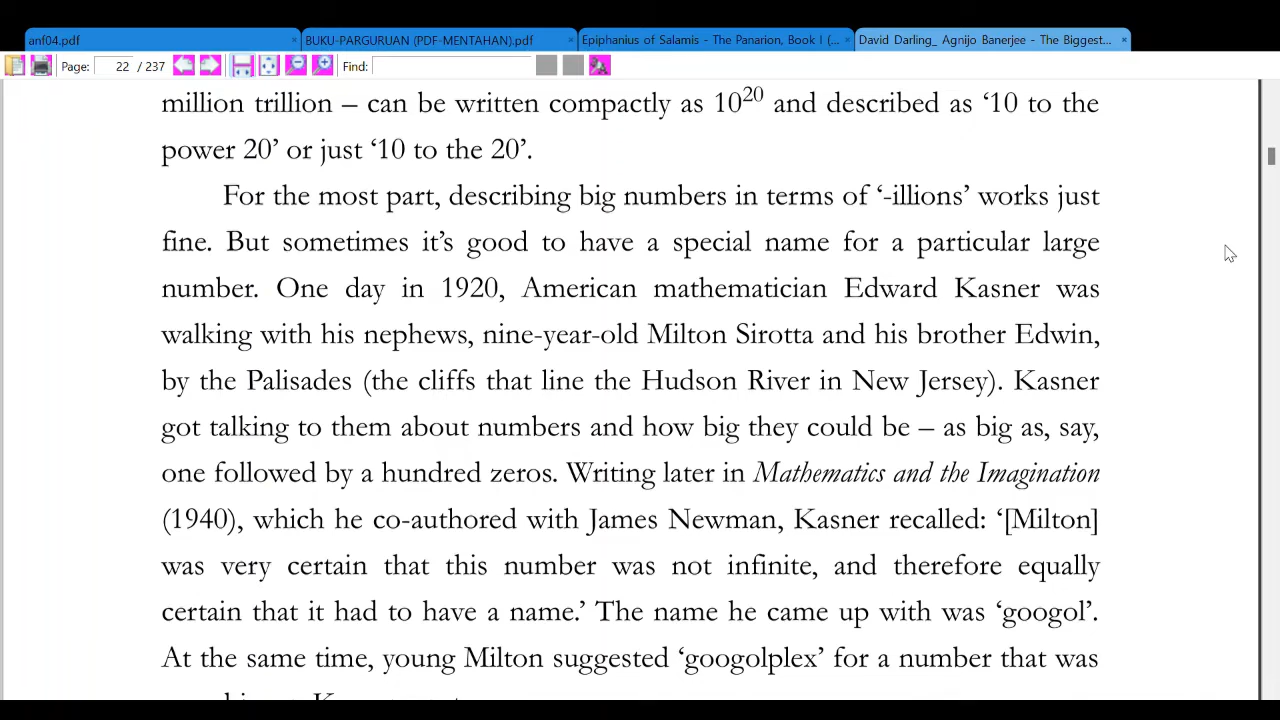 anf04.pdf
BUKU-PARGURUAN (PDF-MENTAHAN).pdf
Epiphanius of Salamis - The Panarion, Book I (...
David Darling_ Agnijo Banerjee - The Biggest...
Page: 22 / 237 Find:
million trillion – can be written compactly as 10²⁰ and described as ‘10 to the
power 20’ or just ‘10 to the 20’.
For the most part, describing big numbers in terms of ‘-illions’ works just
fine. But sometimes it’s good to have a special name for a particular large
number. One day in 1920, American mathematician Edward Kasner was
walking with his nephews, nine-year-old Milton Sirotta and his brother Edwin,
by the Palisades (the cliffs that line the Hudson River in New Jersey). Kasner
got talking to them about numbers and how big they could be – as big as, say,
one followed by a hundred zeros. Writing later in Mathematics and the Imagination
(1940), which he co-authored with James Newman, Kasner recalled: ‘[Milton]
was very certain that this number was not infinite, and therefore equally
certain that it had to have a name.’ The name he came up with was ‘googol’.
At the same time, young Milton suggested ‘googolplex’ for a number that was